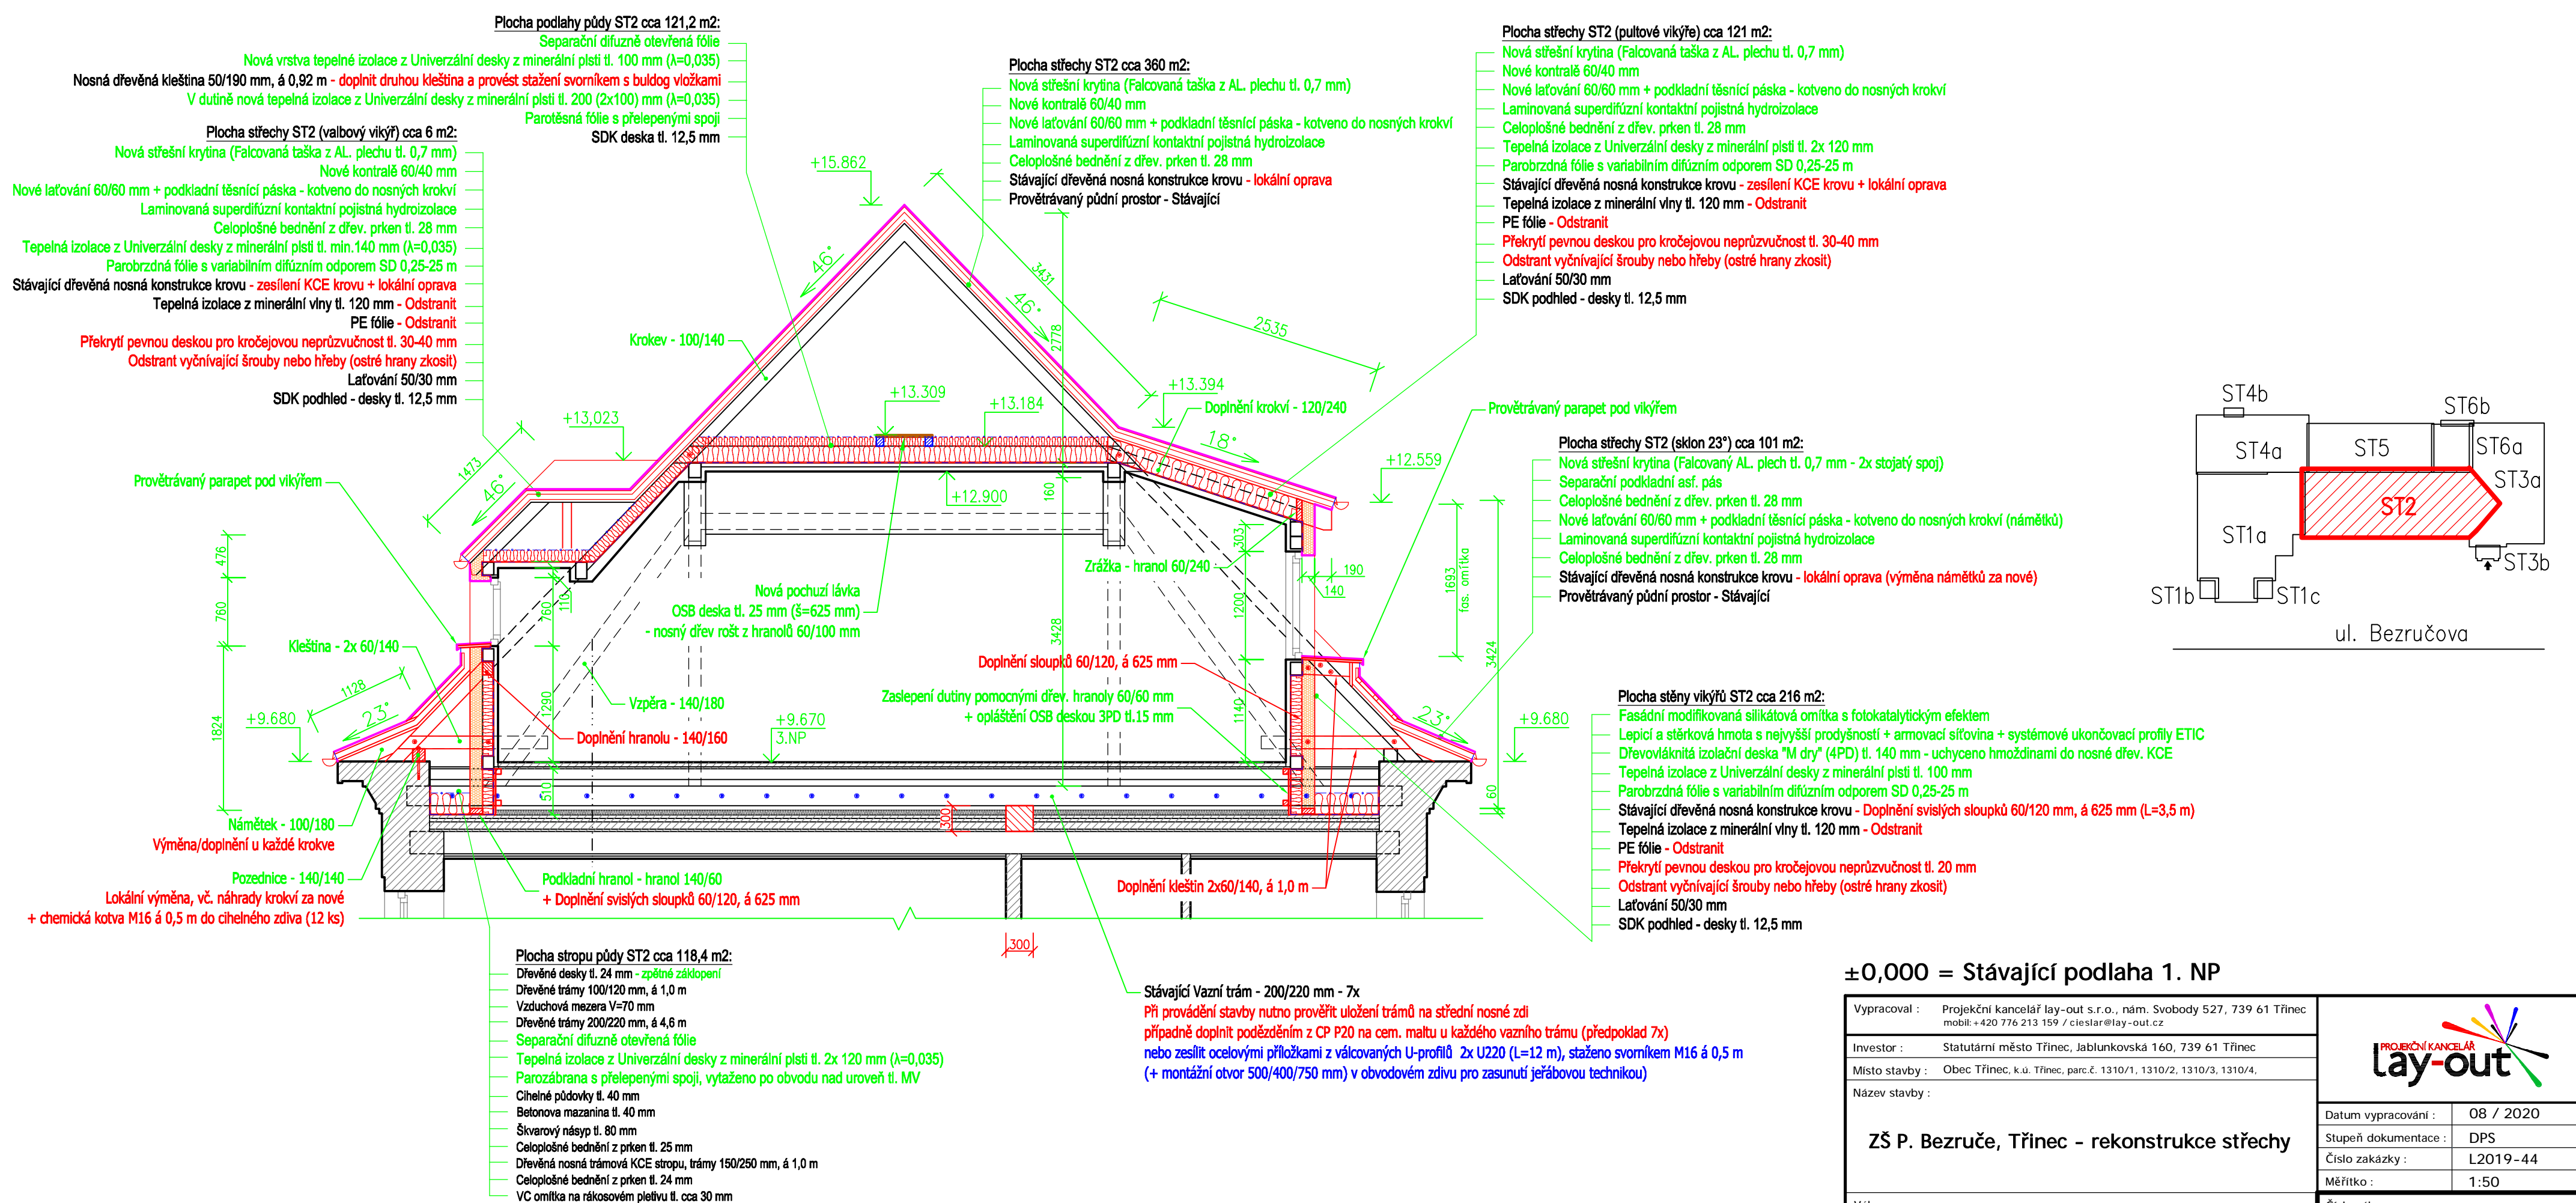 Plocha podlahy půdy ST2 cca 121,2 m2:
Separační difuzně otevřená fólie
Nová vrstva tepelné izolace z Univerzální desky z minerální plsti tl. 100 mm (λ=0,035)
Nosná dřevěná kleština 50/190 mm, á 0,92 m - doplnit druhou kleština a provést stažení svorníkem s buldog vložkami
V dutině nová tepelná izolace z Univerzální desky z minerální plsti tl. 200 (2x100) mm (λ=0,035)
Parotěsná fólie s přelepenými spoji
SDK deska tl. 12,5 mm
Plocha střechy ST2 (valbový vikýř) cca 6 m2:
Nová střešní krytina (Falcovaná taška z AL. plechu tl. 0,7 mm)
Nové kontralě 60/40 mm
Nové laťování 60/60 mm + podkladní těsnící páska - kotveno do nosných krokví
Laminovaná superdifúzní kontaktní pojistná hydroizolace
Celoplošné bednění z dřev. prken tl. 28 mm
Tepelná izolace z Univerzální desky z minerální plsti tl. min.140 mm (λ=0,035)
Parobrzdná fólie s variabilním difúzním odporem SD 0,25-25 m
Stávající dřevěná nosná konstrukce krovu - zesílení KCE krovu + lokální oprava
Tepelná izolace z minerální vlny tl. 120 mm - Odstranit
PE fólie - Odstranit
Překrytí pevnou deskou pro kročejovou neprůzvučnost tl. 30-40 mm
Odstrant vyčnívající šrouby nebo hřeby (ostré hrany zkosit)
Laťování 50/30 mm
SDK podhled - desky tl. 12,5 mm
Plocha střechy ST2 cca 360 m2:
Nová střešní krytina (Falcovaná taška z AL. plechu tl. 0,7 mm)
Nové kontralě 60/40 mm
Nové laťování 60/60 mm + podkladní těsnící páska - kotveno do nosných krokví
Laminovaná superdifúzní kontaktní pojistná hydroizolace
Celoplošné bednění z dřev. prken tl. 28 mm
Stávající dřevěná nosná konstrukce krovu - lokální oprava
Provětrávaný půdní prostor - Stávající
Plocha střechy ST2 (pultové vikýře) cca 121 m2:
Nová střešní krytina (Falcovaná taška z AL. plechu tl. 0,7 mm)
Nové kontralě 60/40 mm
Nové laťování 60/60 mm + podkladní těsnící páska - kotveno do nosných krokví
Laminovaná superdifúzní kontaktní pojistná hydroizolace
Celoplošné bednění z dřev. prken tl. 28 mm
Tepelná izolace z Univerzální desky z minerální plsti tl. 2x 120 mm
Parobrzdná fólie s variabilním difúzním odporem SD 0,25-25 m
Stávající dřevěná nosná konstrukce krovu - zesílení KCE krovu + lokální oprava
Tepelná izolace z minerální vlny tl. 120 mm - Odstranit
PE fólie - Odstranit
Překrytí pevnou deskou pro kročejovou neprůzvučnost tl. 30-40 mm
Odstrant vyčnívající šrouby nebo hřeby (ostré hrany zkosit)
Laťování 50/30 mm
SDK podhled - desky tl. 12,5 mm
+15.862
46°
3431
46°
2778
2535
Krokev - 100/140
+13.309
+13.184
+13.394
Doplnění krokví - 120/240
18°
+13,023
1473
46°
+12.900
160
+12.559
Provětrávaný parapet pod vikýřem
Provětrávaný parapet pod vikýřem
Plocha střechy ST2 (sklon 23°) cca 101 m2:
Nová střešní krytina (Falcovaný AL. plech tl. 0,7 mm - 2x stojatý spoj)
Separační podkladní asf. pás
Celoplošné bednění z dřev. prken tl. 28 mm
Nové laťování 60/60 mm + podkladní těsnící páska - kotveno do nosných krokví (námětků)
Laminovaná superdifúzní kontaktní pojistná hydroizolace
Celoplošné bednění z dřev. prken tl. 28 mm
Stávající dřevěná nosná konstrukce krovu - lokální oprava (výměna námětků za nové)
Provětrávaný půdní prostor - Stávající
ST4b
ST6b
ST4a
ST5
ST6a
ST3a
ST2
ST1a
ST3b
ST1b
ST1c
ul. Bezručova
476
760
760
110
303
Zrážka - hranol 60/240
190
140
1693
fas. omítka
1200
Nová pochuzí lávka
OSB deska tl. 25 mm (š=625 mm)
- nosný dřev rošt z hranolů 60/100 mm
3428
3424
Kleština - 2x 60/140
1128
23°
1824
+9.680
1290
Vzpěra - 140/180
Doplnění hranolu - 140/160
+9.670
3.NP
Doplnění sloupků 60/120, á 625 mm
Zaslepení dutiny pomocnými dřev. hranoly 60/60 mm
+ opláštění OSB deskou 3PD tl.15 mm
1140
23°
+9.680
60
510
300
Plocha stěny vikýřů ST2 cca 216 m2:
Fasádní modifikovaná silikátová omítka s fotokatalytickým efektem
Lepicí a stěrková hmota s nejvyšší prodyšností + armovací síťovina + systémové ukončovací profily ETIC
Dřevovláknitá izolační deska "M dry" (4PD) tl. 140 mm - uchyceno hmoždinami do nosné dřev. KCE
Tepelná izolace z Univerzální desky z minerální plsti tl. 100 mm
Parobrzdná fólie s variabilním difúzním odporem SD 0,25-25 m
Stávající dřevěná nosná konstrukce krovu - Doplnění svislých sloupků 60/120 mm, á 625 mm (L=3,5 m)
Tepelná izolace z minerální vlny tl. 120 mm - Odstranit
PE fólie - Odstranit
Překrytí pevnou deskou pro kročejovou neprůzvučnost tl. 20 mm
Odstrant vyčnívající šrouby nebo hřeby (ostré hrany zkosit)
Laťování 50/30 mm
SDK podhled - desky tl. 12,5 mm
Námětek - 100/180
Výměna/doplnění u každé krokve
Pozednice - 140/140
Lokální výměna, vč. náhrady krokví za nové
+ chemická kotva M16 á 0,5 m do cihelného zdiva (12 ks)
Podkladní hranol - hranol 140/60
+ Doplnění svislých sloupků 60/120, á 625 mm
Doplnění kleštin 2x60/140, á 1,0 m
300
Plocha stropu půdy ST2 cca 118,4 m2:
Dřevěné desky tl. 24 mm - zpětné záklopení
Dřevěné trámy 100/120 mm, á 1,0 m
Vzduchová mezera V=70 mm
Dřevěné trámy 200/220 mm, á 4,6 m
Separační difuzně otevřená fólie
Tepelná izolace z Univerzální desky z minerální plsti tl. 2x 120 mm (λ=0,035)
Parozábrana s přelepenými spoji, vytaženo po obvodu nad uroveň tl. MV
Cihelné půdovky tl. 40 mm
Betonova mazanina tl. 40 mm
Škvarový násyp tl. 80 mm
Celoplošné bednění z prken tl. 25 mm
Dřevěná nosná trámová KCE stropu, trámy 150/250 mm, á 1,0 m
Celoplošné bednění z prken tl. 24 mm
VC omítka na rákosovém pletivu tl. cca 30 mm
Stávající Vazní trám - 200/220 mm - 7x
Při provádění stavby nutno prověřit uložení trámů na střední nosné zdi
případně doplnit podězděním z CP P20 na cem. maltu u každého vazního trámu (předpoklad 7x)
nebo zesílit ocelovými příložkami z válcovaných U-profilů 2x U220 (L=12 m), staženo svorníkem M16 á 0,5 m
(+ montážní otvor 500/400/750 mm) v obvodovém zdivu pro zasunutí jeřábovou technikou)
±0,000 = Stávající podlaha 1. NP
Vypracoval : Projekční kancelář lay-out s.r.o., nám. Svobody 527, 739 61 Třinec
mobil:+420 776 213 159 / cieslar@lay-out.cz
Investor : Statutární město Třinec, Jablunkovská 160, 739 61 Třinec
Místo stavby : Obec Třinec, k.ú. Třinec, parc.č. 1310/1, 1310/2, 1310/3, 1310/4,
Název stavby :
ZŠ P. Bezruče, Třinec - rekonstrukce střechy
PROJEKČNÍ KANCELÁŘ
lay-out
Datum vypracování : 08 / 2020
Stupeň dokumentace : DPS
Číslo zakázky : L2019-44
Měřítko : 1:50